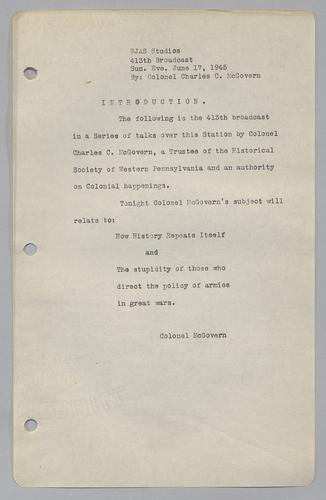 WJAS Studios
413th Broadcast
Sun. Eve. June 17, 1945
By: Colonel Charles C. McGovern
I N T R O D U C T I O N .
The following is the 413th broadcast
in a Series of talks over this Station by Colonel
Charles C. McGovern, a Trustee of the Historical
Society of Western Pennsylvania and an authority
on Colonial happenings.
Tonight Colonel McGovern's subject will
relate to:
How History Repeats Itself
and
The stupidity of those who
direct the policy of armies
in great wars.
Colonel McGovern